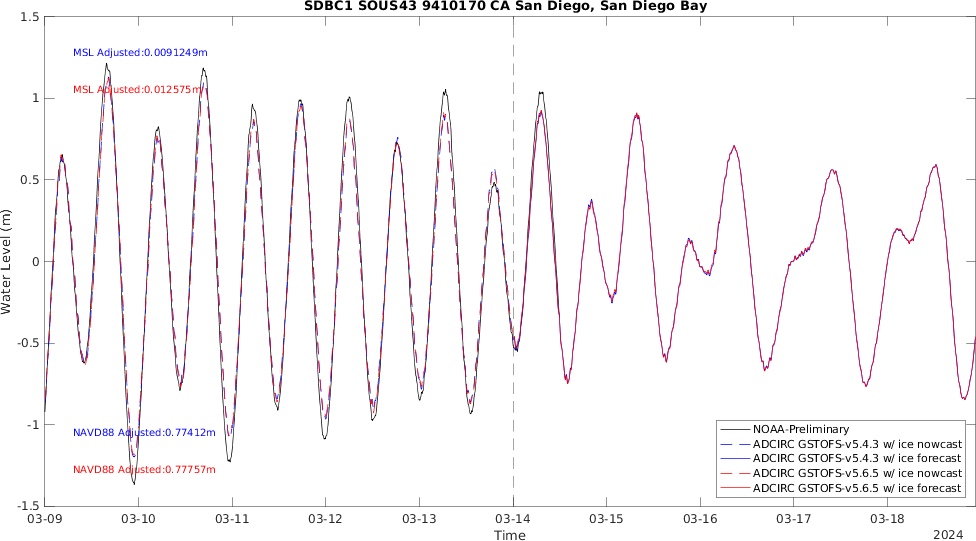 SDBC1 SOUS43 9410170 CA San Diego, San Diego Bay
1.5
MSL Adjusted:0.0091249m
MSL Adjusted:0.012575m
1
0.5
0
Water Level (m)
-0.5
-1
NAVD88 Adjusted:0.77412m
NAVD88 Adjusted:0.77757m
-1.5
NOAA-Preliminary
ADCIRC GSTOFS-v5.4.3 w/ ice nowcast
ADCIRC GSTOFS-v5.4.3 w/ ice forecast
ADCIRC GSTOFS-v5.6.5 w/ ice nowcast
ADCIRC GSTOFS-v5.6.5 w/ ice forecast
03-09 03-10 03-11 03-12 03-13 03-14 03-15 03-16 03-17 03-18
Time
2024